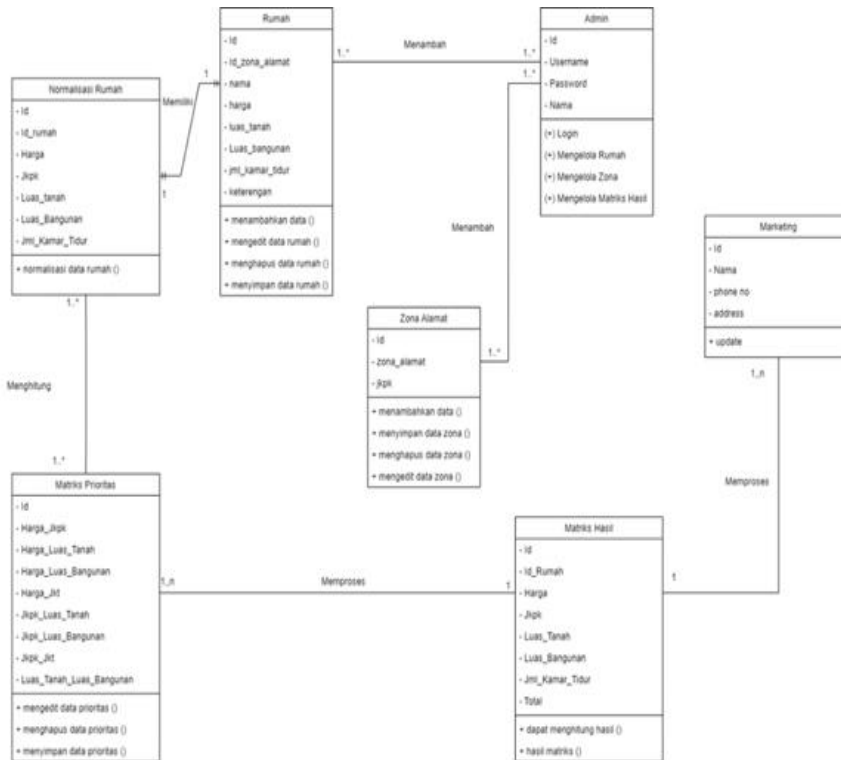 Rumah
- Id
- Id_zona_alamat
- nama
- harga
- luas_tanah
- Luas_bangunan
- jml_kamar_tidur
- keterengan
+ menambahkan data ()
+ mengedit data rumah ()
+ menghapus data rumah ()
+ menyimpan data rumah ()
Menambah
1..*
1..*
1..*
Admin
- Id
- Username
- Password
- Nama
(+) Login
(+) Mengelola Rumah
(+) Mengelola Zona
(+) Mengelola Matriks Hasil
Normalisasi Rumah
- Id
- Id_rumah
- Harga
- Jkpk
- Luas_tanah
- Luas_Bangunan
- Jml_Kamar_Tidur
+ normalisasi data rumah ()
1
Memiliki
1
Menambah
Marketing
- Id
- Nama
- phone no
- address
+ update
Zona Alamat
- Id
- zona_alamat
- jkpk
+ menambahkan data ()
+ menyimpan data zona ()
+ menghapus data zona ()
+ mengedit data zona ()
1..*
1..*
Menghitung
1..*
1..n
Memproses
Matriks Prioritas
- Id
- Harga_Jkpk
- Harga_Luas_Tanah
- Harga_Luas_Bangunan
- Harga_Jkt
- Jkpk_Luas_Tanah
- Jkpk_Luas_Bangunan
- Jkpk_Jkt
- Luas_Tanah_Luas_Bangunan
+ mengedit data prioritas ()
+ menghapus data prioritas ()
+ menyimpan data prioritas ()
1..n
Memproses
1
Matriks Hasil
- Id
- Id_Rumah
- Harga
- Jkpk
- Luas_Tanah
- Luas_Bangunan
- Jml_Kamar_Tidur
- Total
+ dapat menghitung hasil ()
+ hasil matriks ()
1